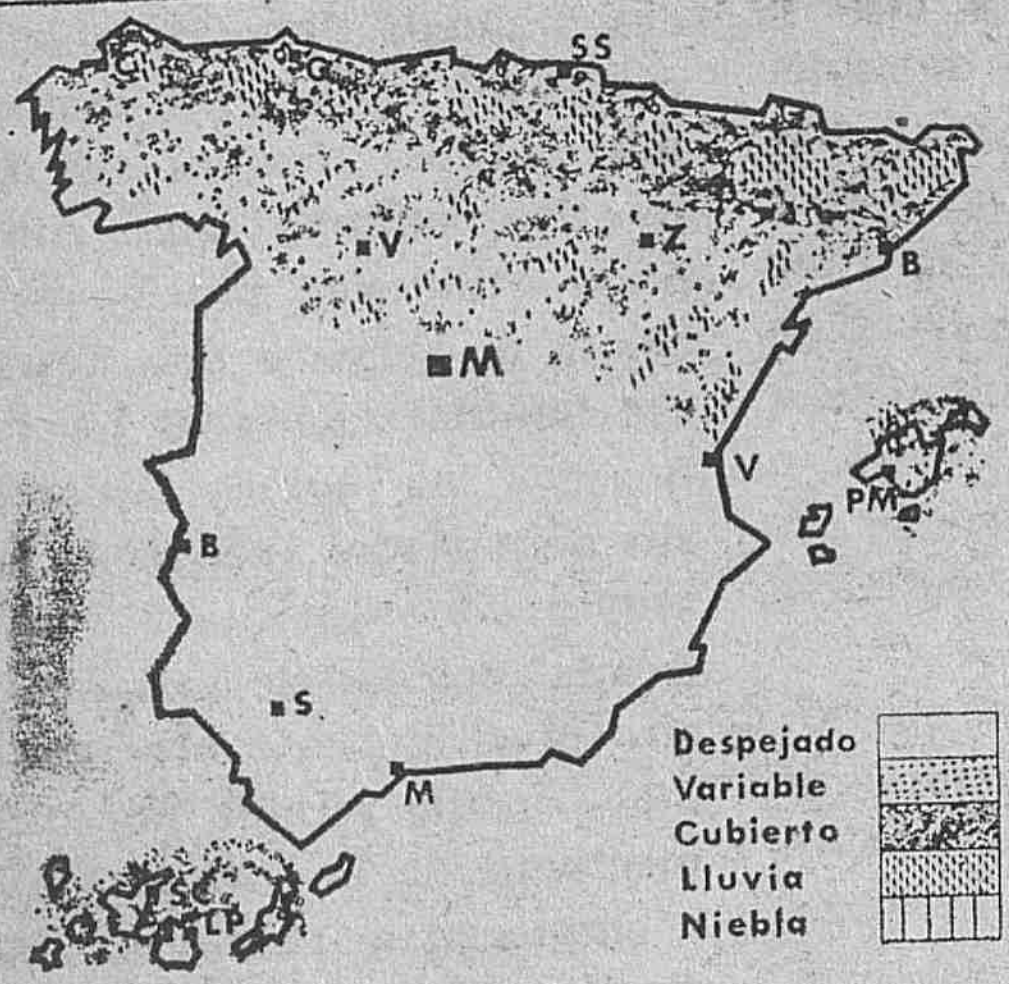 C
G
SS
V
Z
B
M
V
PM
B
S.
M
SC
LP
Despejado
Variable
Cubierto
Lluvia
Niebla